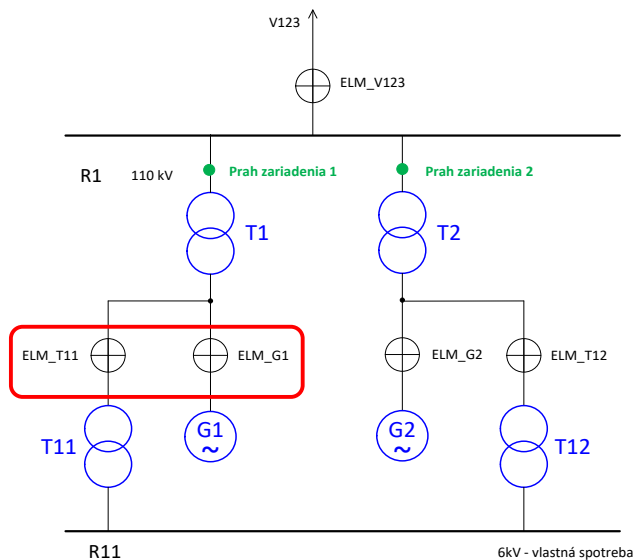 V123
ELM_V123
R1
110 kV
Prah zariadenia 1
Prah zariadenia 2
T1
T2
ELM_T11
ELM_G1
ELM_G2
ELM_T12
T11
G1
~
G2
~
T12
R11
6kV - vlastná spotreba